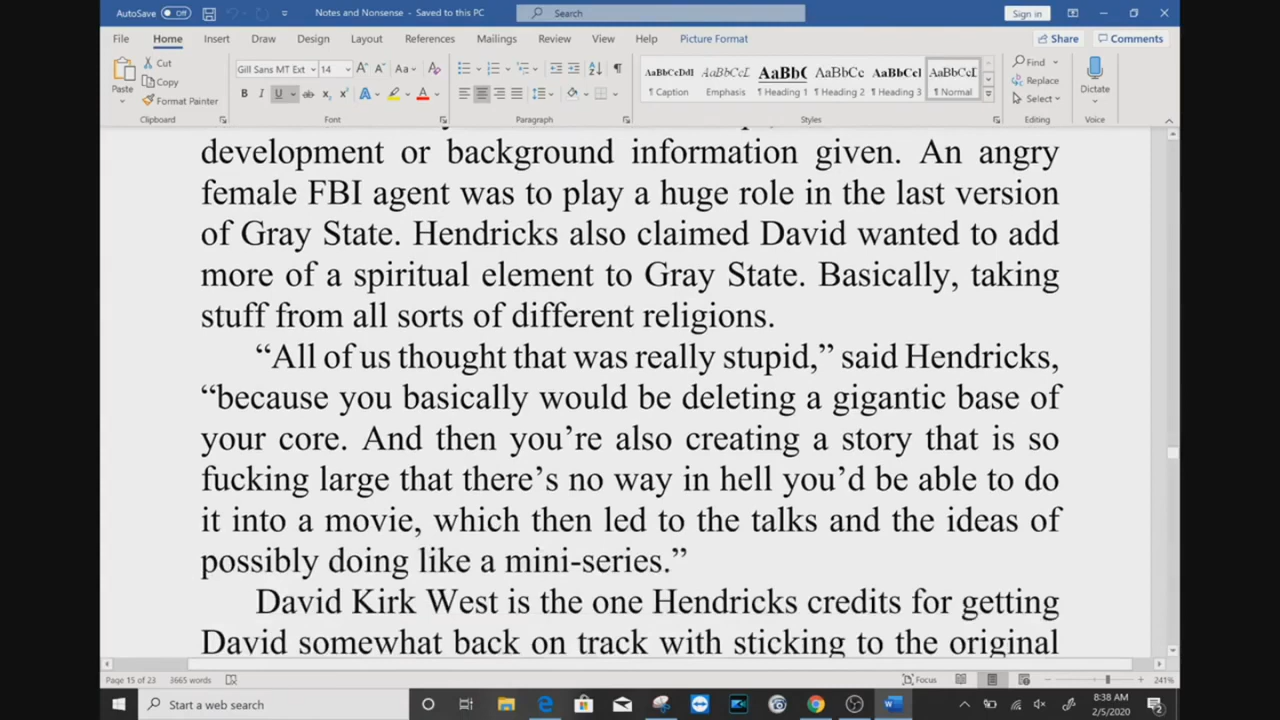 AutoSave Off Notes and Nonsense - Saved to this PC Search Sign in
File Home Insert Draw Design Layout References Mailings Review View Help Picture Format Share Comments
Paste Cut Copy Format Painter
Gill Sans MT Ext 14
AaBbCcDdI AaBbCcL AaBb( AaBbCc AaBbCcl AaBbCcL
¶ Caption Emphasis ¶ Heading 1 ¶ Heading 2 ¶ Heading 3 ¶ Normal
Find Replace Select Dictate
Clipboard Font Paragraph Styles Editing Voice
development or background information given. An angry
female FBI agent was to play a huge role in the last version
of Gray State. Hendricks also claimed David wanted to add
more of a spiritual element to Gray State. Basically, taking
stuff from all sorts of different religions.
“All of us thought that was really stupid,” said Hendricks,
“because you basically would be deleting a gigantic base of
your core. And then you’re also creating a story that is so
fucking large that there’s no way in hell you’d be able to do
it into a movie, which then led to the talks and the ideas of
possibly doing like a mini-series.”
David Kirk West is the one Hendricks credits for getting
David somewhat back on track with sticking to the original
Page 15 of 23 3665 words Focus 241%
Start a web search 8:38 AM
2/5/2020